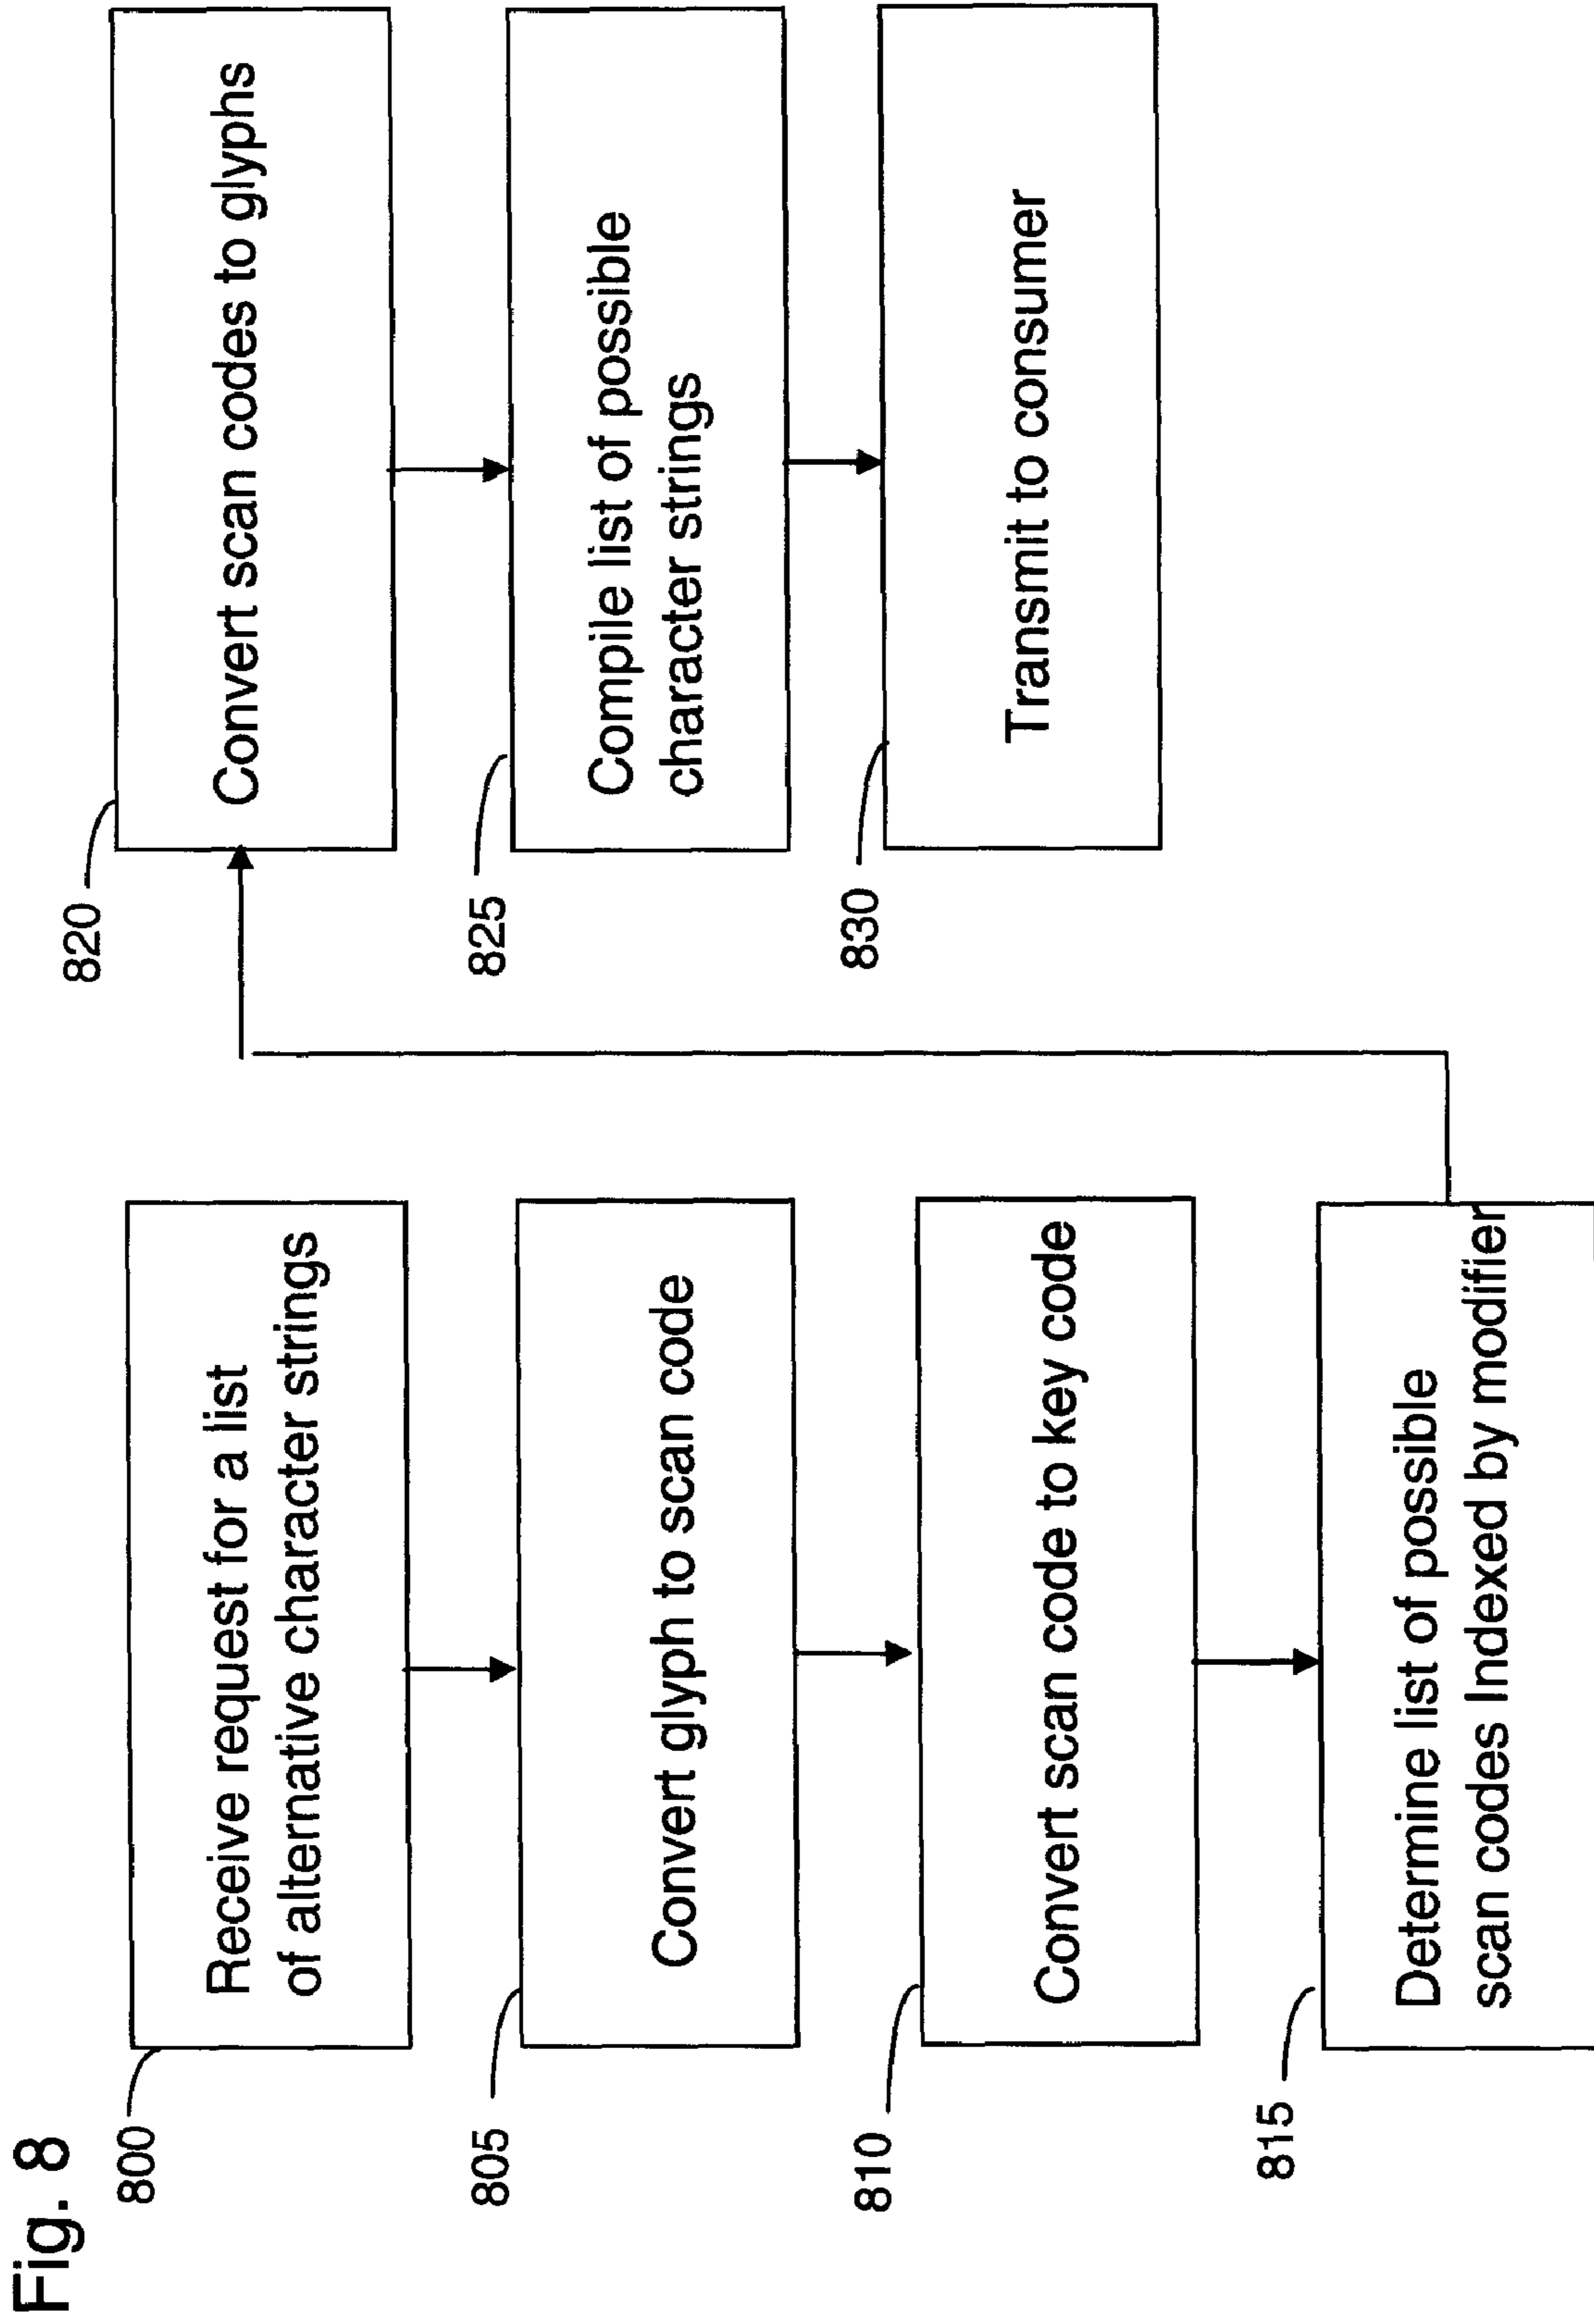 Fig. 8
800
Receive request for a list
of alternative character strings
805
Convert glyph to scan code
810
Convert scan code to key code
815
Determine list of possible
scan codes Indexed by modifier
820
Convert scan codes to glyphs
825
Compile list of possible
character strings
830
Transmit to consumer